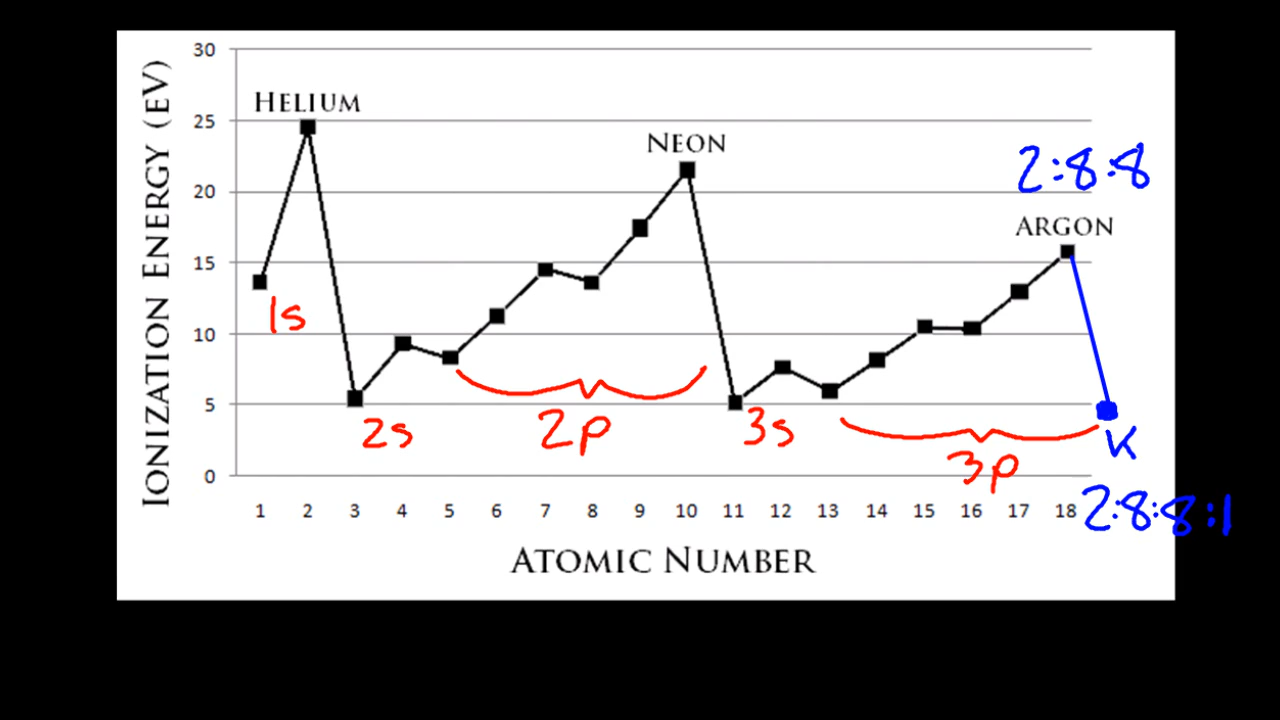 IONIZATION ENERGY (EV)
30
25
20
15
10
5
0
HELIUM
NEON
2:8:8
ARGON
1s
2s
2p
3s
3p
K
2:8:8:1
1 2 3 4 5 6 7 8 9 10 11 12 13 14 15 16 17 18
ATOMIC NUMBER